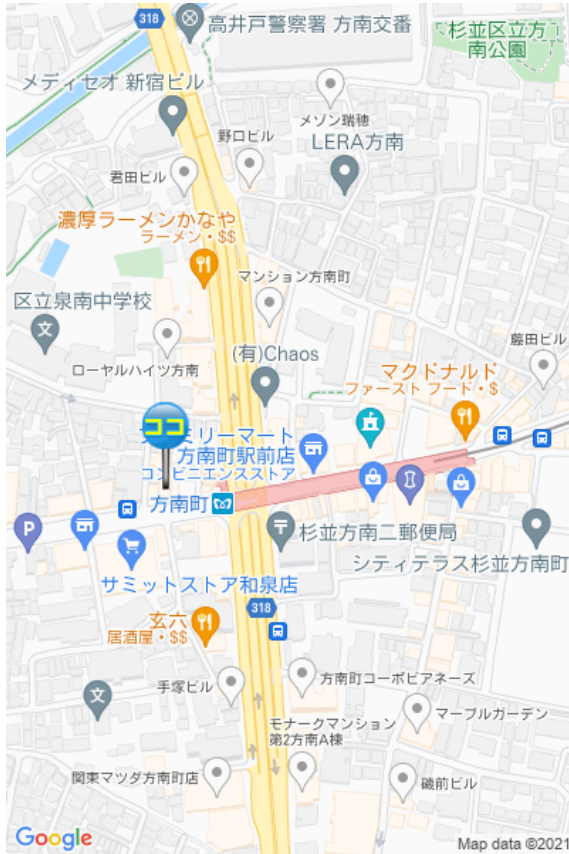 318
高井戸警察署 方南交番
杉並区立方
南公園
メディセオ 新宿ビル
メゾン瑞穂
野口ビル
LERA方南
君田ビル
濃厚ラーメンかなや
ラーメン・$$
マンション方南町
区立泉南中学校
文
藤田ビル
(有)Chaos
ローヤルハイツ方南
マクドナルド
ファースト フード・$
ココ
ミリーマート
方南町駅前店
コンビニエンスストア
方南町
P
杉並方南二郵便局
シティテラス杉並方南町
サミットストア和泉店
318
玄六
居酒屋・$$
文
手塚ビル
方南町コーポビアネーズ
マーブルガーデン
モナークマンション
第2方南A棟
関東マツダ方南町店
磯前ビル
Google
Map data ©2021